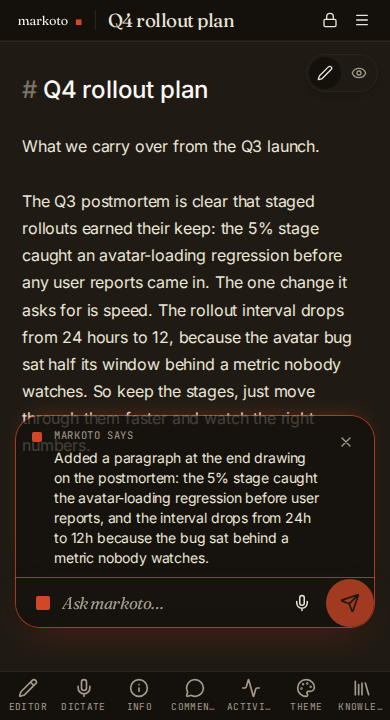 markoto
Q4 rollout plan
# Q4 rollout plan
What we carry over from the Q3 launch.
The Q3 postmortem is clear that staged
rollouts earned their keep: the 5% stage
caught an avatar-loading regression before
any user reports came in. The one change it
asks for is speed. The rollout interval drops
from 24 hours to 12, because the avatar bug
sat half its window behind a metric nobody
watches. So keep the stages, just move
through them faster and watch the right
numbers.
MARKOTO SAYS
Added a paragraph at the end drawing
on the postmortem: the 5% stage caught
the avatar-loading regression before user
reports, and the interval drops from 24h
to 12h because the bug sat behind a
metric nobody watches.
Ask markoto...
EDITOR DICTATE INFO COMMEN… ACTIVI… THEME KNOWLE…